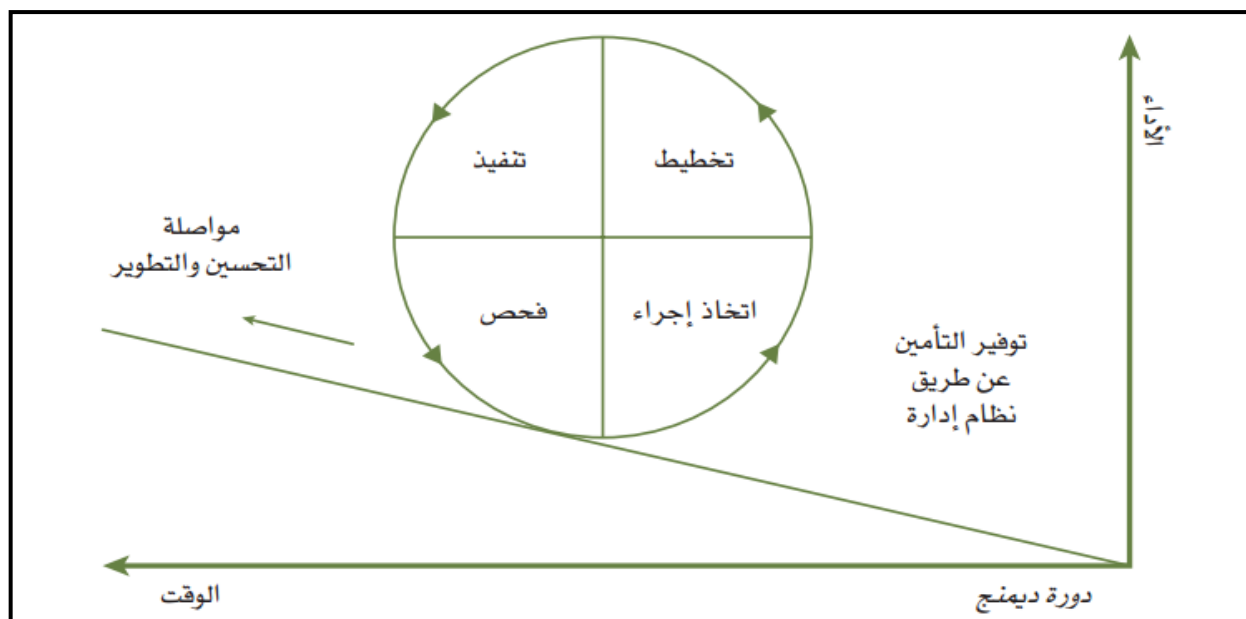 الأداء
تخطيط
تنفيذ
مواصلة
التحسين والتطوير
اتخاذ إجراء
فحص
توفير التأمين
عن طريق
نظام إدارة
دورة ديمنج
الوقت